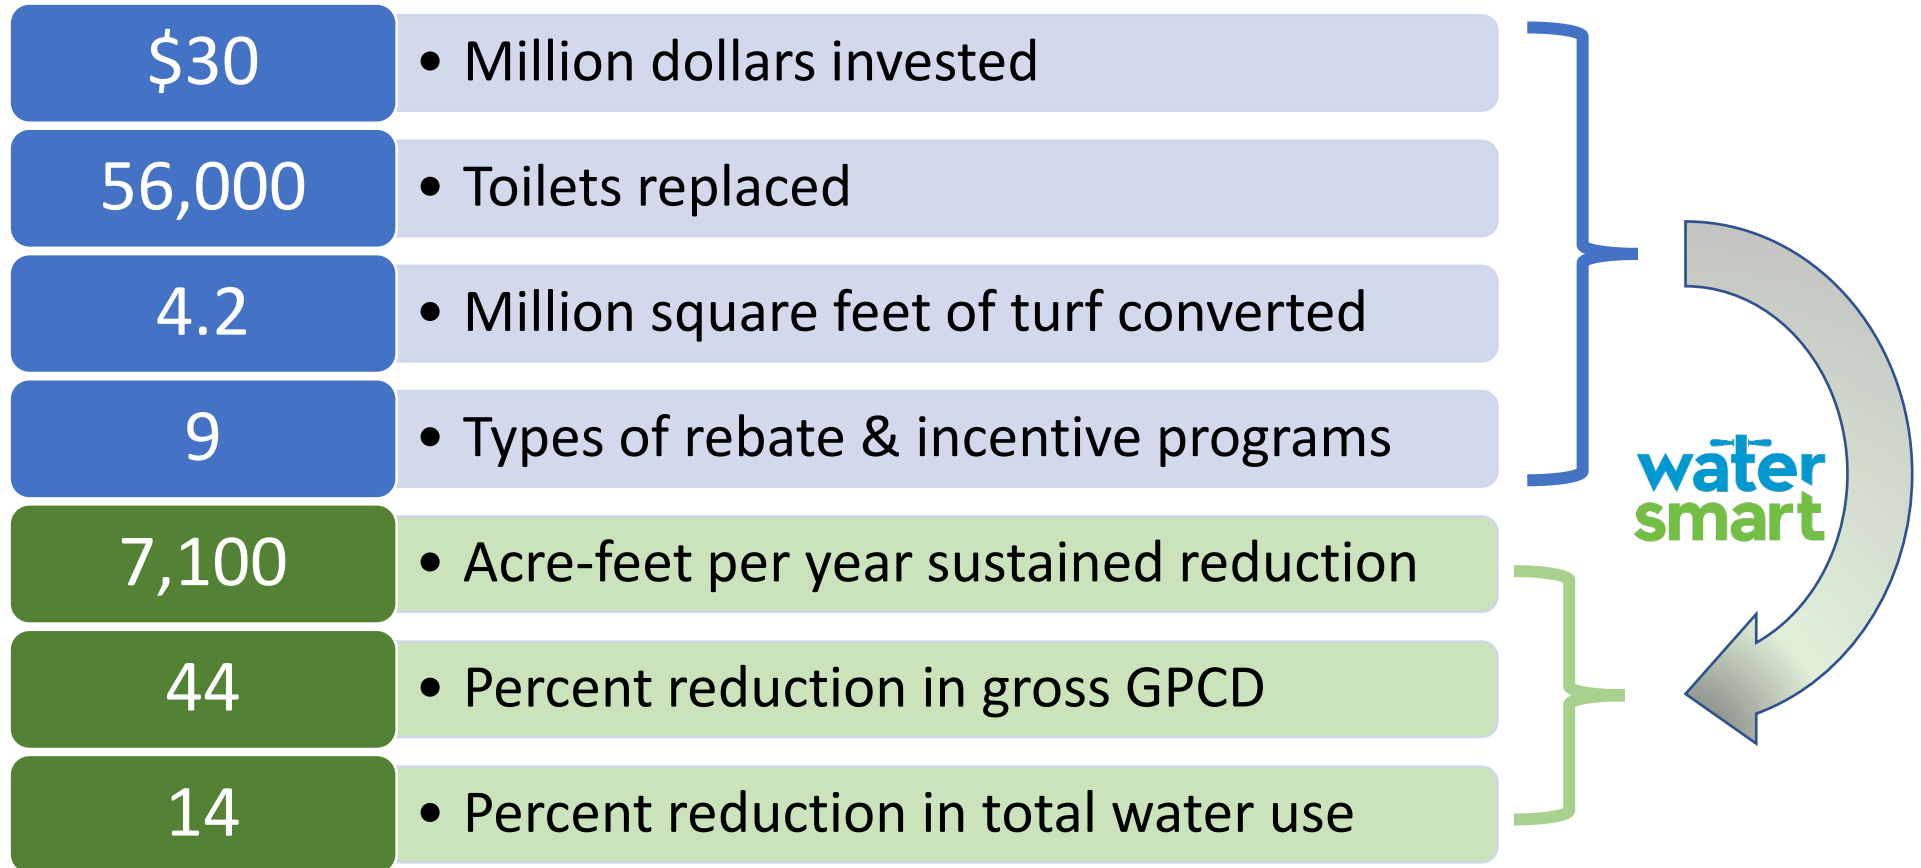 $30
• Million dollars invested
56,000
• Toilets replaced
4.2
• Million square feet of turf converted
9
• Types of rebate & incentive programs
7,100
• Acre-feet per year sustained reduction
44
• Percent reduction in gross GPCD
14
• Percent reduction in total water use
water
smart